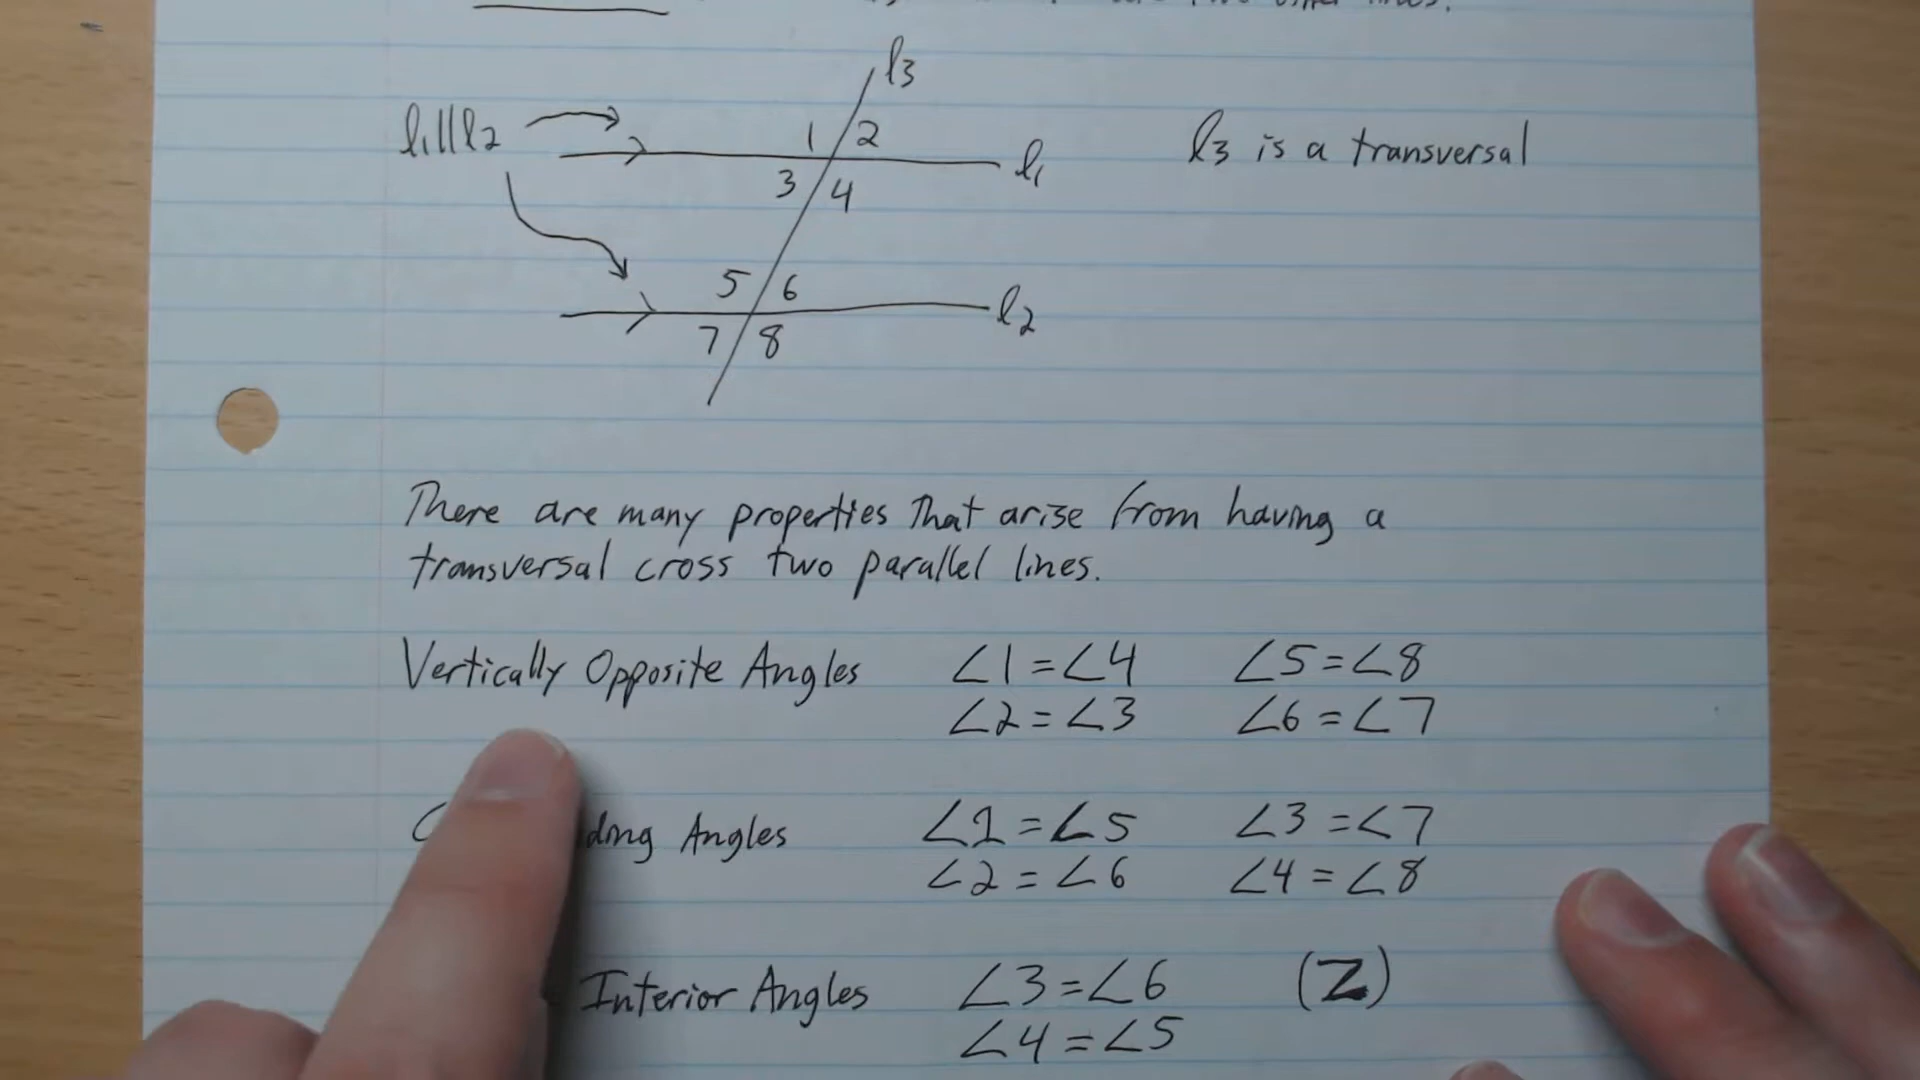 other lines.
l3
l1||l2
1 2
l3 is a transversal
l1
3 4
5 6
l2
7 8
There are many properties that arise from having a
transversal cross two parallel lines.
Vertically Opposite Angles ∠1=∠4 ∠5=∠8
∠2=∠3 ∠6=∠7
Angles ∠1=∠5 ∠3=∠7
∠2=∠6 ∠4=∠8
Interior Angles ∠3=∠6 (Z)
∠4=∠5